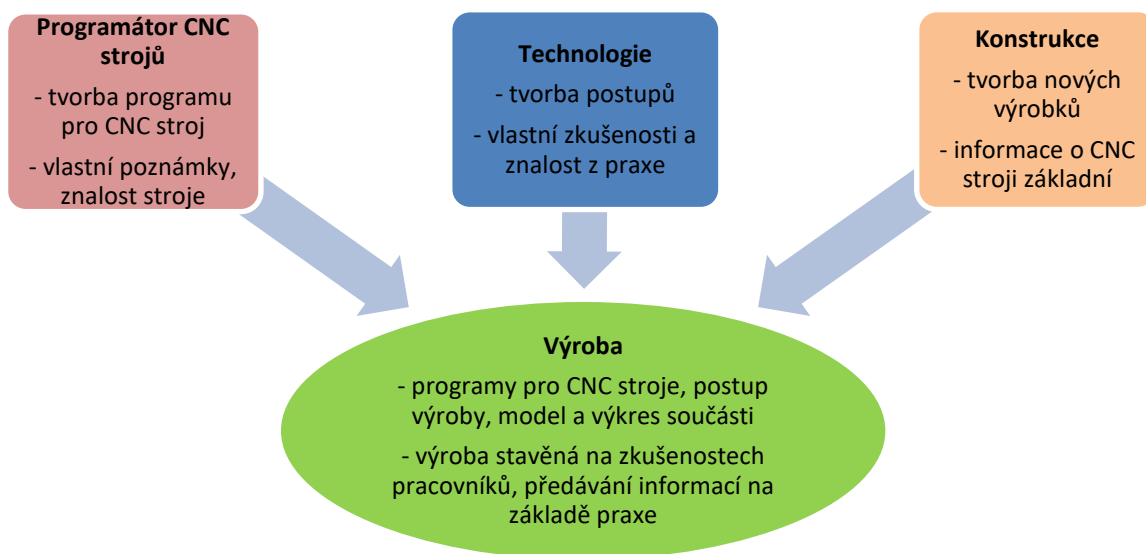 Programátor CNC
strojů
- tvorba programu
pro CNC stroj
- vlastní poznámky,
znalost stroje
Technologie
- tvorba postupů
- vlastní zkušenosti a
znalost z praxe
Konstrukce
- tvorba nových
výrobků
- informace o CNC
stroji základní
Výroba
- programy pro CNC stroje, postup
výroby, model a výkres součásti
- výroba stavěná na zkušenostech
pracovníků, předávání informací na
základě praxe